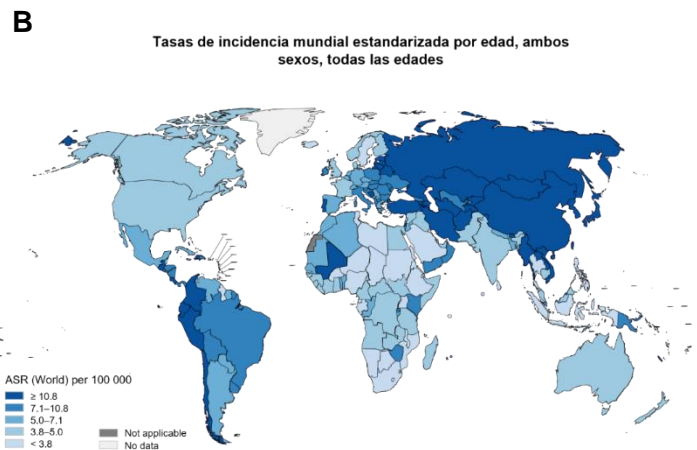 B
Tasas de incidencia mundial estandarizada por edad, ambos
sexos, todas las edades
ASR (World) per 100 000
≥ 10.8
7.1–10.8
5.0–7.1
3.8–5.0
< 3.8
Not applicable
No data